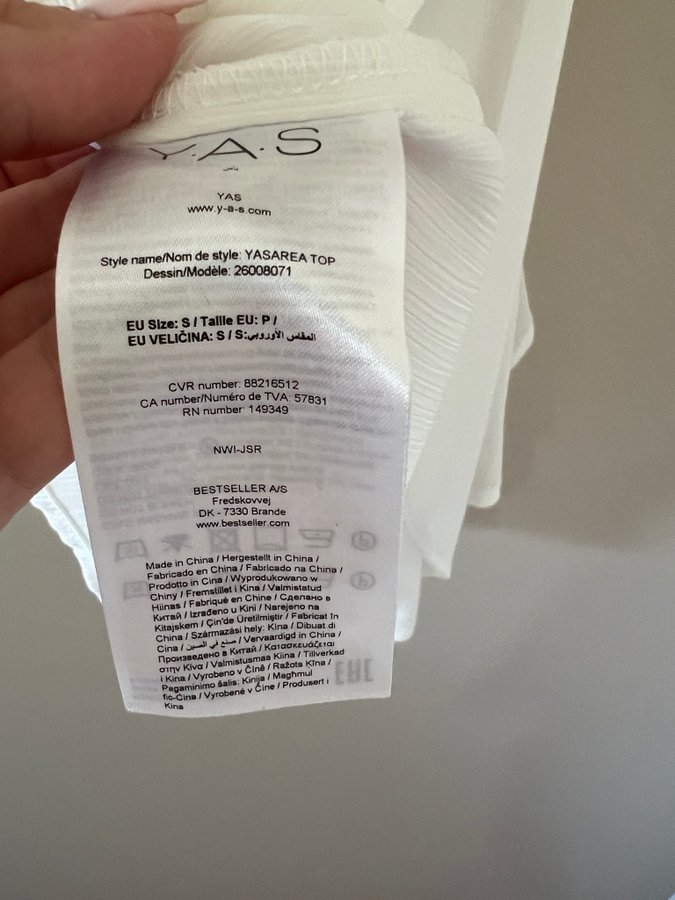 Y.A.S
YAS
www.y-a-s.com
Style name/Nom de style: YASAREA TOP
Dessin/Modèle: 26008071
EU Size: S / Taille EU: P /
EU VELIČINA: S / S:المقاس الأوروبي
CVR number: 88216512
CA number/Numéro de TVA: 57831
RN number: 149349
NWI-JSR
BESTSELLER A/S
Fredskovvej
DK - 7330 Brande
www.bestseller.com
Made in China / Hergestellt in China /
Fabricado en China / Fabricado na China /
Prodotto in Cina / Wyprodukowano w
Chiny / Fremstillet i Kina / Valmistatud
Hiinas / Fabriqué en Chine / Сделано в
Китай / Izrađeno u Kini / Narejeno na
Kitajskem / Çin'de Üretilmiştir / Fabricat în
China / Származási hely: Kína / Dibuat di
Cina / صنع في الصين / Vervaardigd in China /
Произведено в Китай / Κατασκευάζεται
στην Κίνα / Valmistusmaa Kiina / Tillverkad
i Kina / Vyrobeno v Číně / Ražots Ķīna /
Pagaminimo šalis: Kinija / Maghmul
fic-Cina / Vyrobené v Číne / Produsert i
Kina